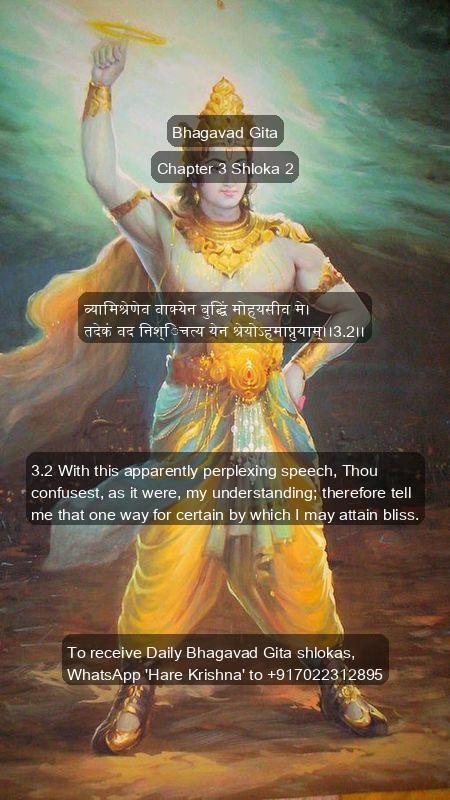 Bhagavad Gita
Chapter 3 Shloka 2
व्यामिश्रेणेव वाक्येन बुद्धिं मोहयसीव मे।
तदेकं वद निश्िचत्य येन श्रेयोऽहमाप्नुयाम्।।3.2।।
3.2 With this apparently perplexing speech, Thou
confusest, as it were, my understanding; therefore tell
me that one way for certain by which I may attain bliss.
To receive Daily Bhagavad Gita shlokas,
WhatsApp 'Hare Krishna' to +917022312895